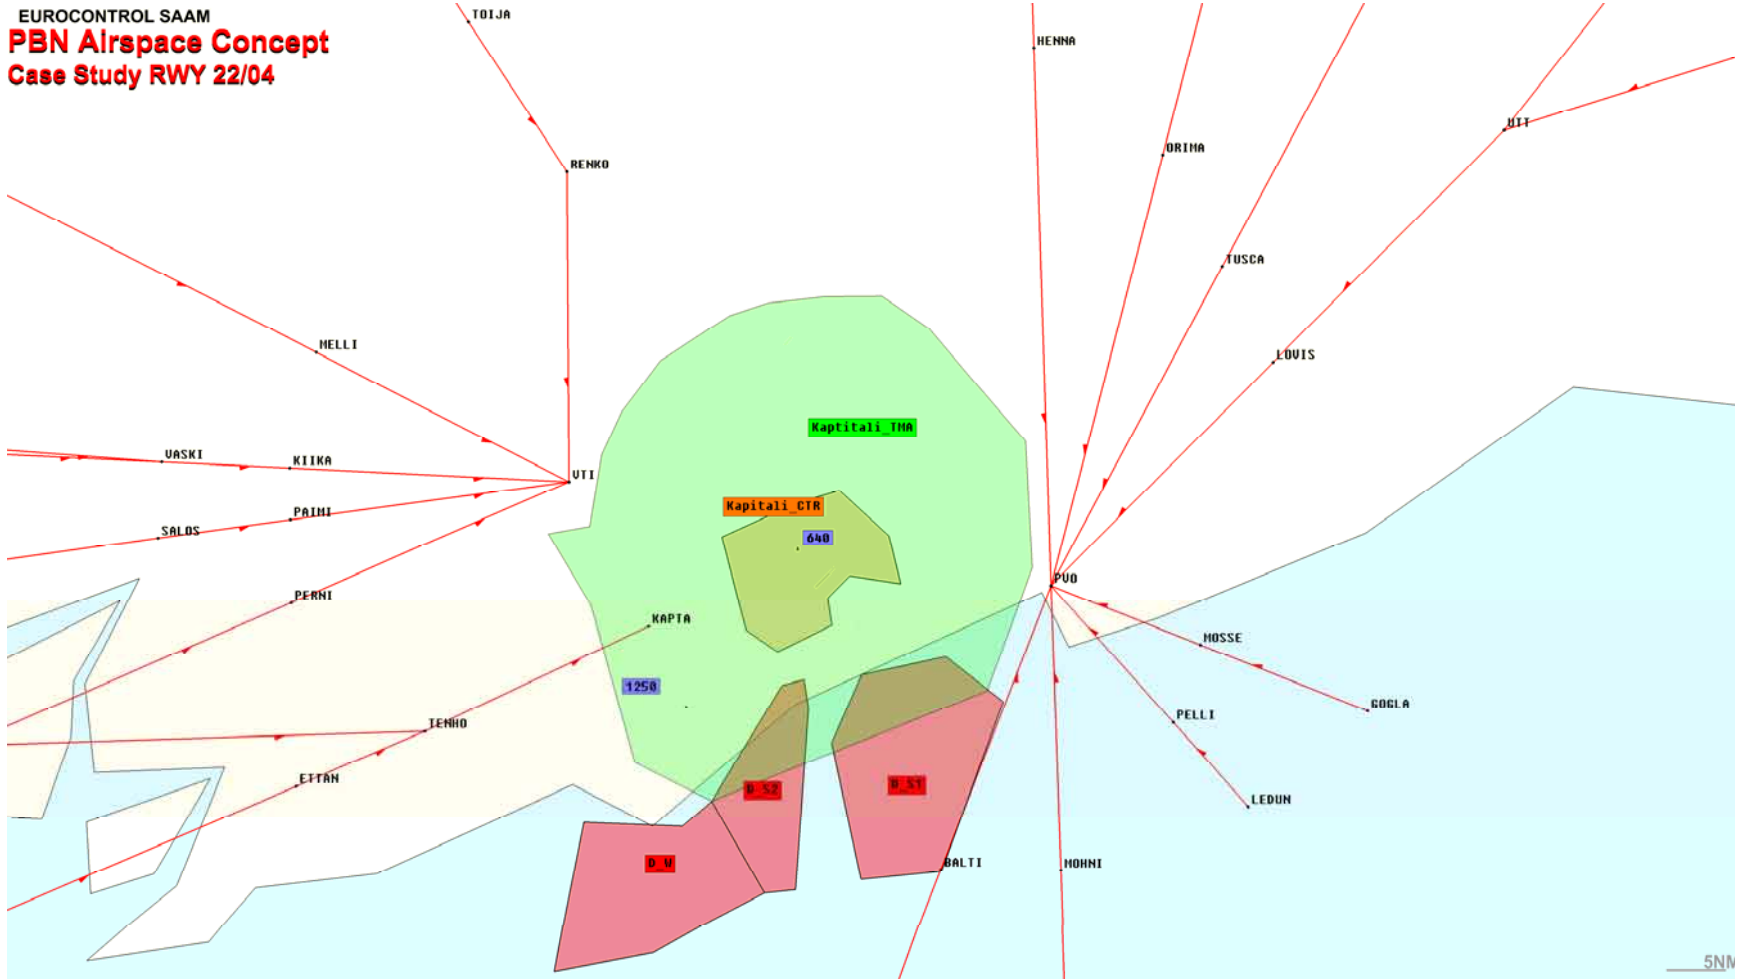 EUROCONTROL SAAM
PBN Airspace Concept
Case Study RWY 22/04
TOIJA
HENNA
UTT
ORIMA
RENKO
TUSCA
MELLI
LOVIS
Kaptitali_TMA
VASKI
KIIKA
VTI
Kapitali_CTR
PAIMI
SALOS
640
PVO
PERNI
KAPTA
MOSSE
1250
GOGLA
TENHO
PELLI
ETTAN
D_S2
D_S1
LEDUN
D_W
BALTI
MOHNI
5NM